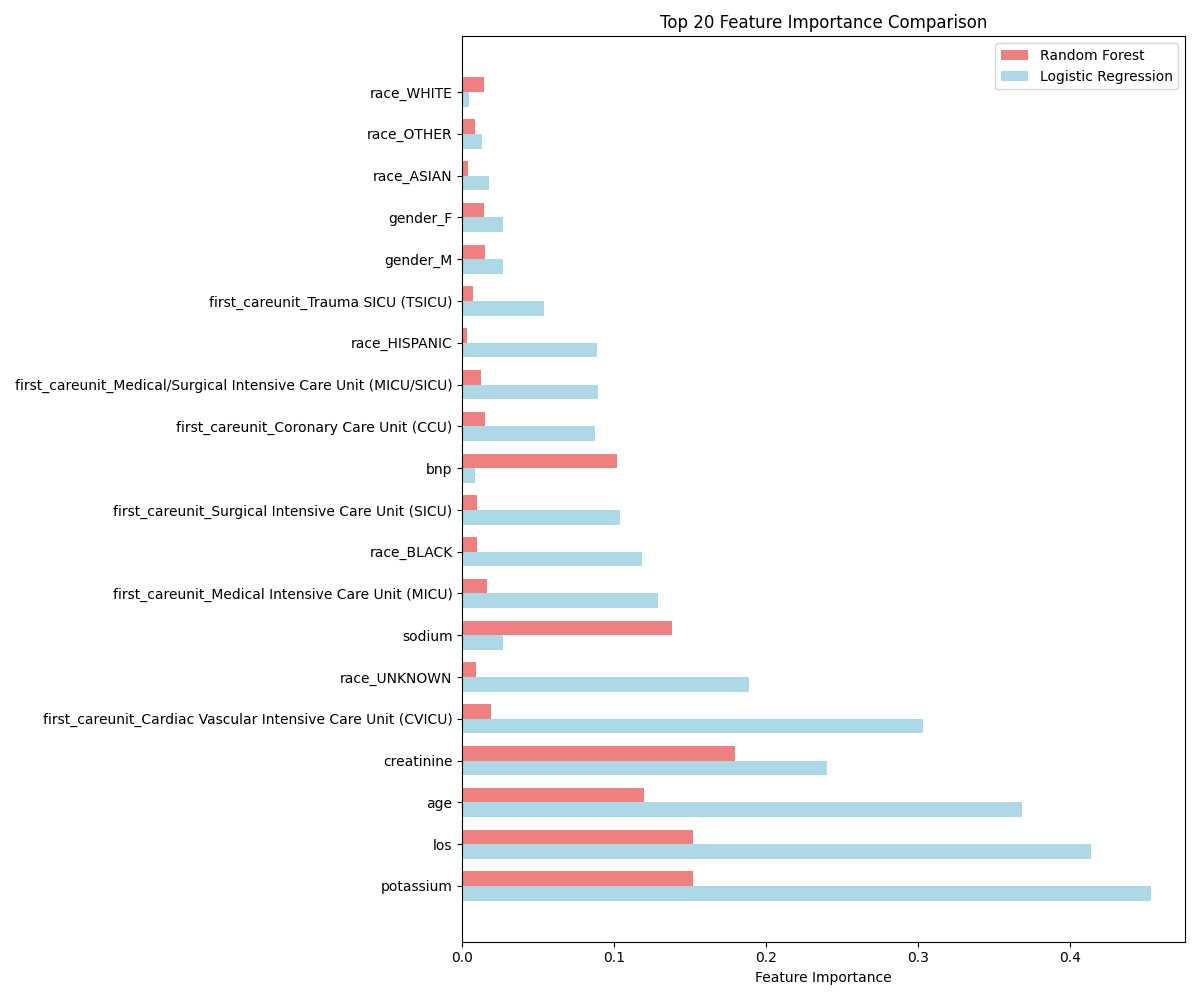 Top 20 Feature Importance Comparison
Random Forest
Logistic Regression
race_WHITE
race_OTHER
race_ASIAN
gender_F
gender_M
first_careunit_Trauma SICU (TSICU)
race_HISPANIC
first_careunit_Medical/Surgical Intensive Care Unit (MICU/SICU)
first_careunit_Coronary Care Unit (CCU)
bnp
first_careunit_Surgical Intensive Care Unit (SICU)
race_BLACK
first_careunit_Medical Intensive Care Unit (MICU)
sodium
race_UNKNOWN
first_careunit_Cardiac Vascular Intensive Care Unit (CVICU)
creatinine
age
los
potassium
0.0 0.1 0.2 0.3 0.4
Feature Importance